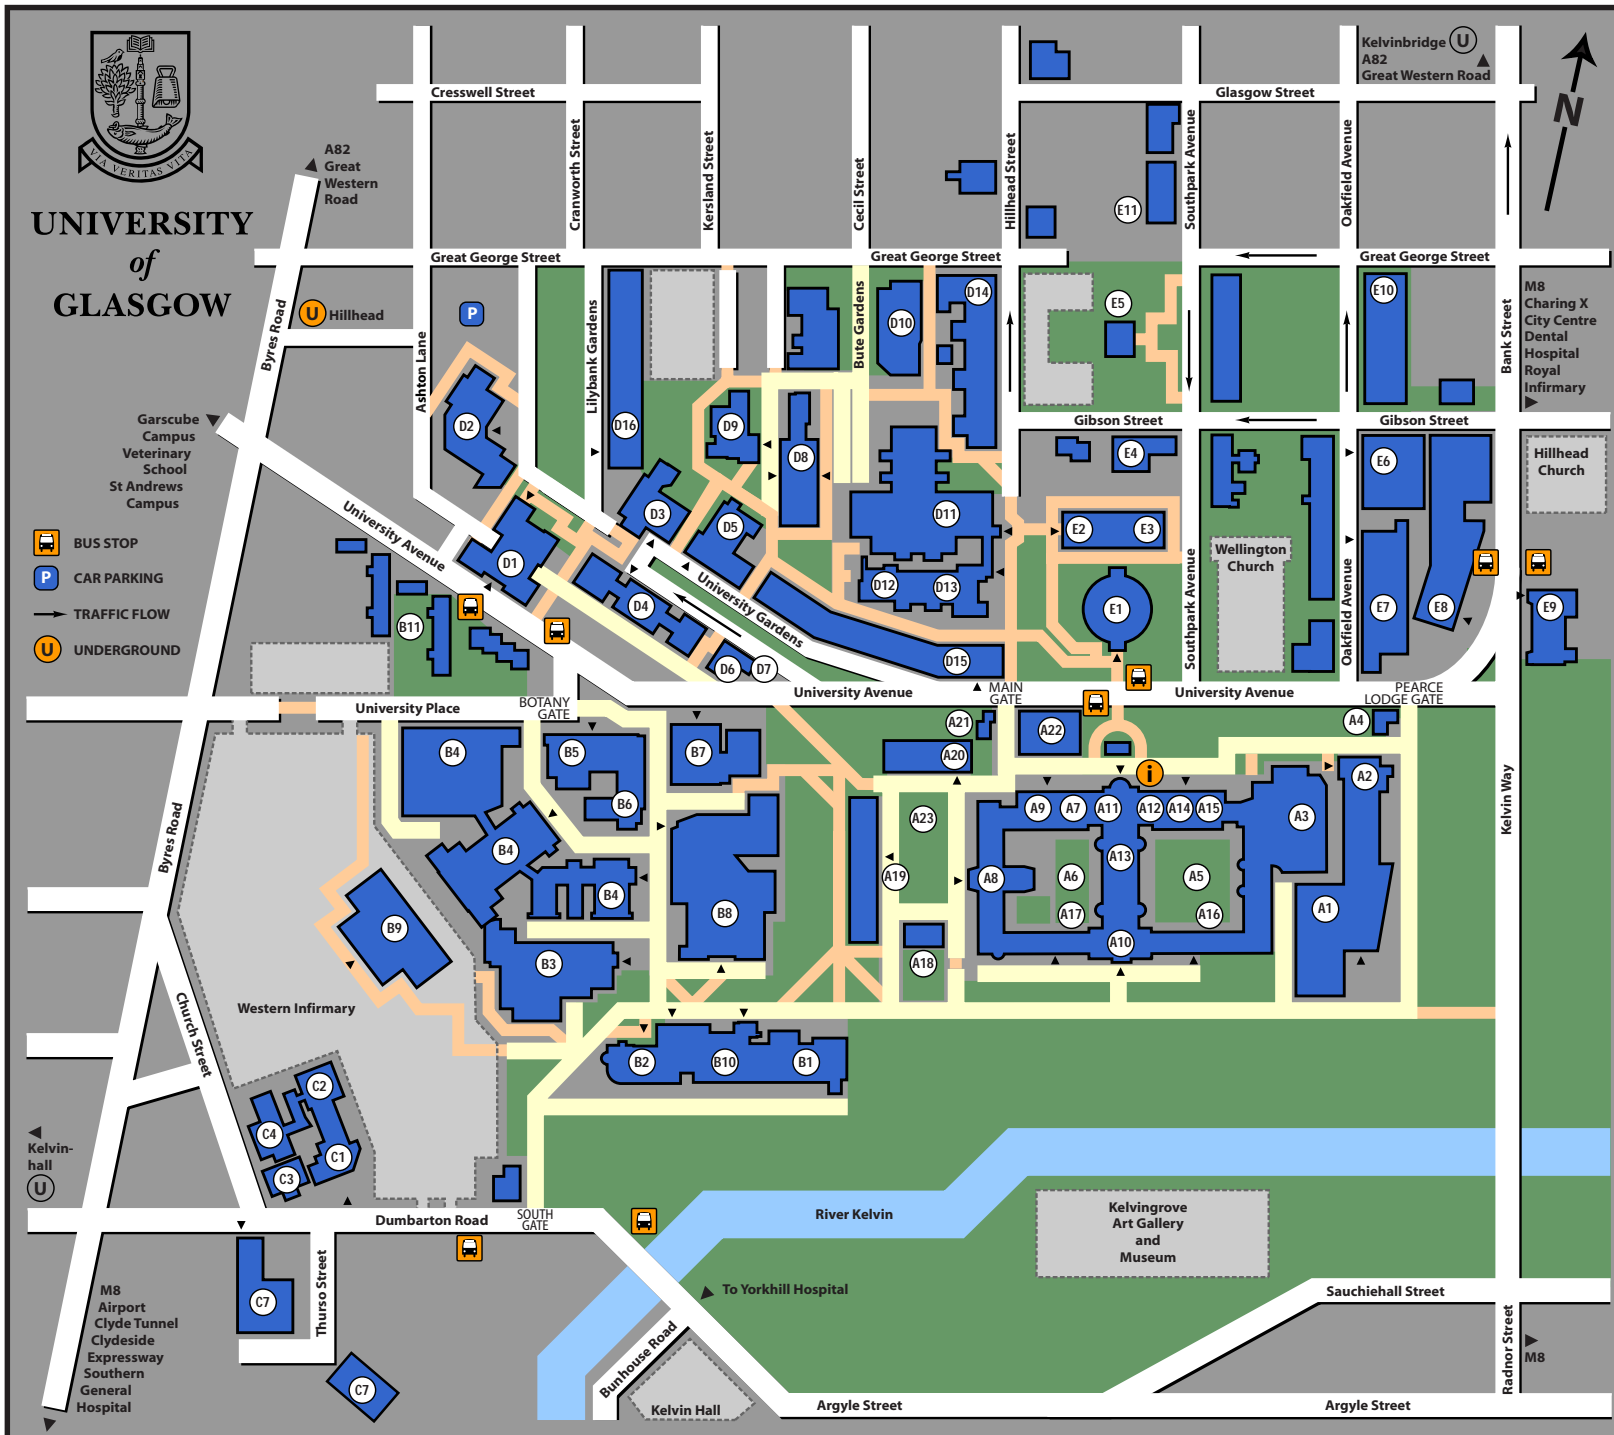 VIA VERITAS VITA
UNIVERSITY
of
GLASGOW
A82
Great
Western
Road
Cresswell Street
Cranworth Street
Kersland Street
Cecil Street
Hillhead Street
Southpark Avenue
Oakfield Avenue
Glasgow Street
Kelvinbridge U
A82
Great Western Road
N
E11
Great George Street
Great George Street
Great George Street
U Hillhead
Byres Road
Ashton Lane
P
Lilybank Gardens
Bute Gardens
D10
D14
E5
E10
Bank Street
M8
Charing X
City Centre
Dental
Hospital
Royal
Infirmary
Garscube
Campus
Veterinary
School
St Andrews
Campus
D2
D16
D9
D8
Gibson Street
Gibson Street
E4
E6
Hillhead
Church
University Avenue
D3
D5
D11
E2
E3
Wellington
Church
BUS STOP
P CAR PARKING
TRAFFIC FLOW
U UNDERGROUND
D1
D4
University Gardens
D12
D13
E1
Southpark Avenue
Oakfield Avenue
E7
E8
E9
B11
D6
D7
D15
University Avenue
MAIN
GATE
University Avenue
PEARCE
LODGE GATE
University Place
BOTANY
GATE
B4
B5
B6
B7
A21
A20
A22
A4
i
A2
Byres Road
B4
B4
A23
A9
A7
A11
A12
A14
A15
A3
Kelvin Way
A13
A19
A8
A6
A5
A17
A16
A1
B9
B8
B3
A18
A10
Western Infirmary
Church Street
B2
B10
B1
C2
C4
C1
C3
Kelvin-
hall
U
Dumbarton Road
SOUTH
GATE
River Kelvin
Kelvingrove
Art Gallery
and
Museum
M8
Airport
Clyde Tunnel
Clydeside
Expressway
Southern
General
Hospital
C7
Thurso Street
C7
To Yorkhill Hospital
Bunhouse Road
Kelvin Hall
Sauchiehall Street
Radnor Street
M8
Argyle Street
Argyle Street